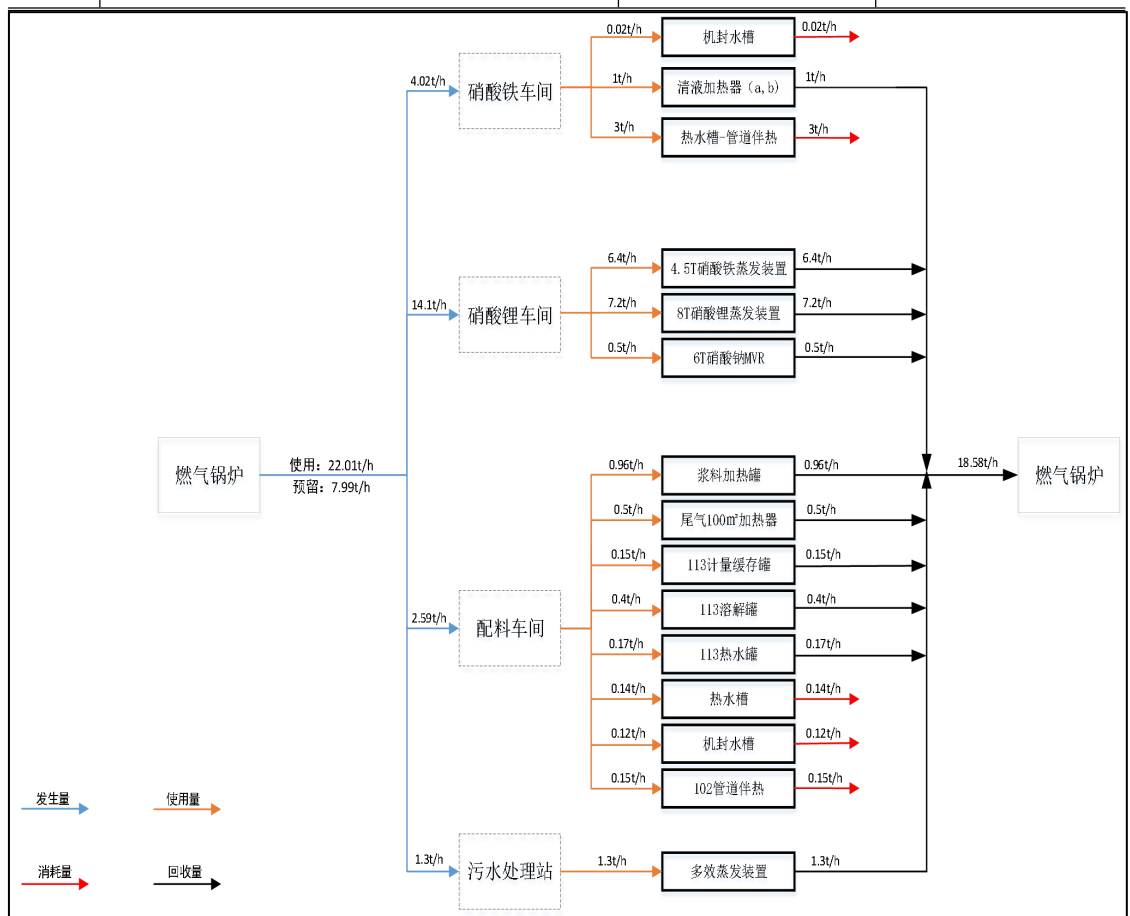 0.02t/h
机封水槽
0.02t/h
4.02t/h
硝酸铁车间
1t/h
清液加热器（a,b)
1t/h
3t/h
热水槽-管道伴热
3t/h
6.4t/h
4.5T硝酸铁蒸发装置
6.4t/h
14.1t/h
硝酸锂车间
7.2t/h
8T硝酸锂蒸发装置
7.2t/h
0.5t/h
6T硝酸钠MVR
0.5t/h
燃气锅炉
使用：22.01t/h
预留：7.99t/h
0.96t/h
浆料加热罐
0.96t/h
18.58t/h
燃气锅炉
0.5t/h
尾气100㎡加热器
0.5t/h
0.15t/h
113计量缓存罐
0.15t/h
2.59t/h
配料车间
0.4t/h
113溶解罐
0.4t/h
0.17t/h
113热水罐
0.17t/h
0.14t/h
热水槽
0.14t/h
0.12t/h
机封水槽
0.12t/h
0.15t/h
102管道伴热
0.15t/h
发生量
使用量
1.3t/h
污水处理站
1.3t/h
多效蒸发装置
1.3t/h
消耗量
回收量